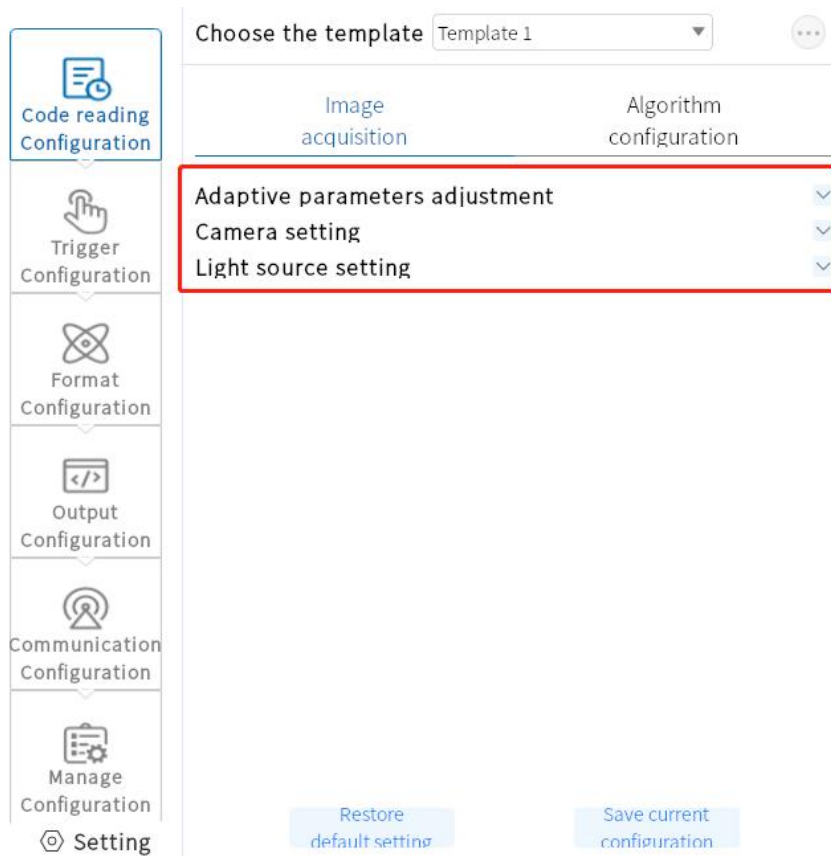 Choose the template Template 1
Code reading
Configuration
Trigger
Configuration
Format
Configuration
Output
Configuration
Communication
Configuration
Manage
Configuration
Setting
Image
acquisition
Algorithm
configuration
Adaptive parameters adjustment
Camera setting
Light source setting
Restore
default setting
Save current
configuration